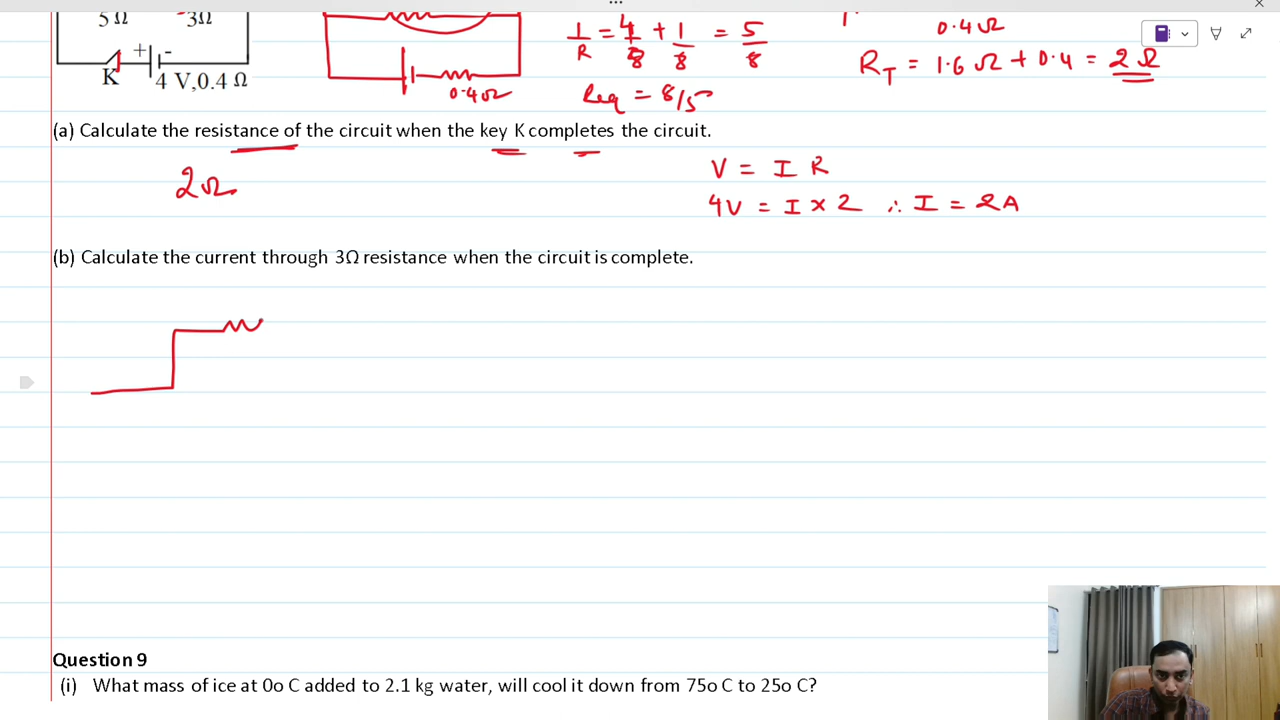 5 Ω 3Ω
+ -
K 4 V,0.4 Ω
0.4Ω
1/R = 4/8 + 1/8 = 5/8
Req = 8/5
0.4Ω
RT = 1.6 Ω + 0.4 = 2 Ω
(a) Calculate the resistance of the circuit when the key K completes the circuit.
2Ω
V = I R
4V = I × 2 ∴ I = 2A
(b) Calculate the current through 3Ω resistance when the circuit is complete.
Question 9
(i) What mass of ice at 0o C added to 2.1 kg water, will cool it down from 75o C to 25o C?